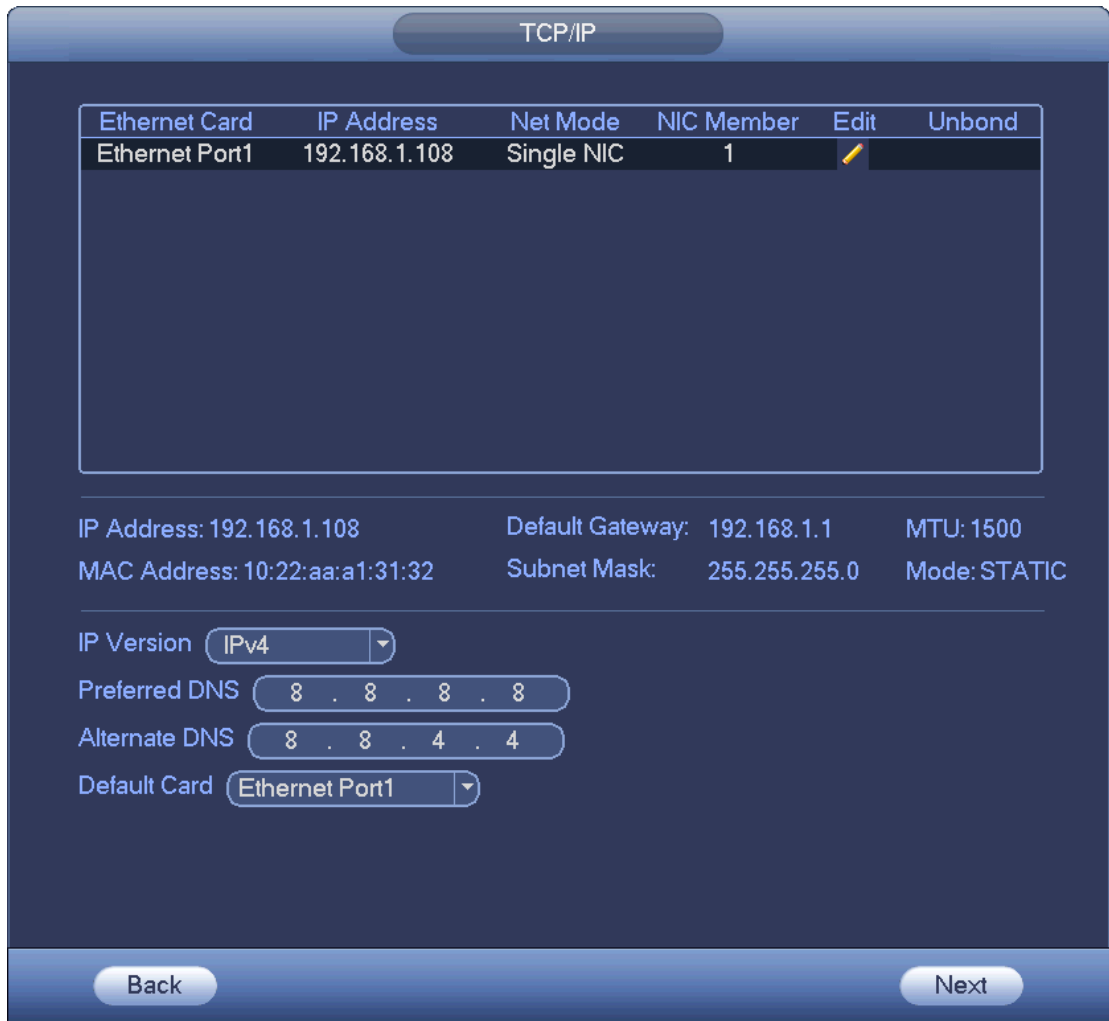 TCP/IP
Ethernet Card IP Address Net Mode NIC Member Edit Unbond
Ethernet Port1 192.168.1.108 Single NIC 1
IP Address: 192.168.1.108 Default Gateway: 192.168.1.1 MTU: 1500
MAC Address: 10:22:aa:a1:31:32 Subnet Mask: 255.255.255.0 Mode: STATIC
IP Version IPv4
Preferred DNS 8 . 8 . 8 . 8
Alternate DNS 8 . 8 . 4 . 4
Default Card Ethernet Port1
Back Next